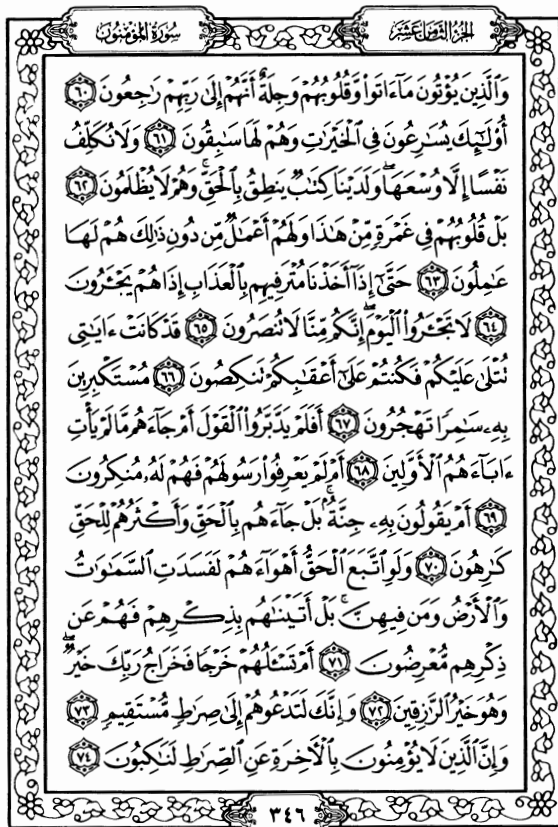 الجزء الثامن عشر
سورة المؤمنون
وَالَّذِينَ يُؤْتُونَ مَآ ءَاتَوا۟ وَّقُلُوبُهُمْ وَجِلَةٌ أَنَّهُمْ إِلَىٰ رَبِّهِمْ رَٰجِعُونَ ٦٠
أُو۟لَٰٓئِكَ يُسَٰرِعُونَ فِى ٱلْخَيْرَٰتِ وَهُمْ لَهَا سَٰبِقُونَ ٦١ وَلَا نُكَلِّفُ
نَفْسًا إِلَّا وُسْعَهَا ۖ وَلَدَيْنَا كِتَٰبٌ يَنطِقُ بِٱلْحَقِّ ۚ وَهُمْ لَا يُظْلَمُونَ ٦٢
بَلْ قُلُوبُهُمْ فِى غَمْرَةٍ مِّنْ هَٰذَا وَلَهُمْ أَعْمَٰلٌ مِّن دُونِ ذَٰلِكَ هُمْ لَهَا
عَٰمِلُونَ ٦٣ حَتَّىٰٓ إِذَآ أَخَذْنَا مُتْرَفِيهِم بِٱلْعَذَابِ إِذَا هُمْ يَجْـَٔرُونَ
٦٤ لَا تَجْـَٔرُوا۟ ٱلْيَوْمَ ۖ إِنَّكُم مِّنَّا لَا تُنصَرُونَ ٦٥ قَدْ كَانَتْ ءَايَٰتِى
تُتْلَىٰ عَلَيْكُمْ فَكُنتُمْ عَلَىٰٓ أَعْقَٰبِكُمْ تَنكِصُونَ ٦٦ مُسْتَكْبِرِينَ
بِهِۦ سَٰمِرًا تَهْجُرُونَ ٦٧ أَفَلَمْ يَدَّبَّرُوا۟ ٱلْقَوْلَ أَمْ جَآءَهُم مَّا لَمْ يَأْتِ
ءَابَآءَهُمُ ٱلْأَوَّلِينَ ٦٨ أَمْ لَمْ يَعْرِفُوا۟ رَسُولَهُمْ فَهُمْ لَهُۥ مُنكِرُونَ
٦٩ أَمْ يَقُولُونَ بِهِۦ جِنَّةٌۢ ۚ بَلْ جَآءَهُم بِٱلْحَقِّ وَأَكْثَرُهُمْ لِلْحَقِّ
كَٰرِهُونَ ٧٠ وَلَوِ ٱتَّبَعَ ٱلْحَقُّ أَهْوَآءَهُمْ لَفَسَدَتِ ٱلسَّمَٰوَٰتُ
وَٱلْأَرْضُ وَمَن فِيهِنَّ ۚ بَلْ أَتَيْنَٰهُم بِذِكْرِهِمْ فَهُمْ عَن
ذِكْرِهِم مُّعْرِضُونَ ٧١ أَمْ تَسْـَٔلُهُمْ خَرْجًا فَخَرَاجُ رَبِّكَ خَيْرٌ ۖ
وَهُوَ خَيْرُ ٱلرَّٰزِقِينَ ٧٢ وَإِنَّكَ لَتَدْعُوهُمْ إِلَىٰ صِرَٰطٍ مُّسْتَقِيمٍ ٧٣
وَإِنَّ ٱلَّذِينَ لَا يُؤْمِنُونَ بِٱلْءَاخِرَةِ عَنِ ٱلصِّرَٰطِ لَنَٰكِبُونَ ٧٤
٣٤٦